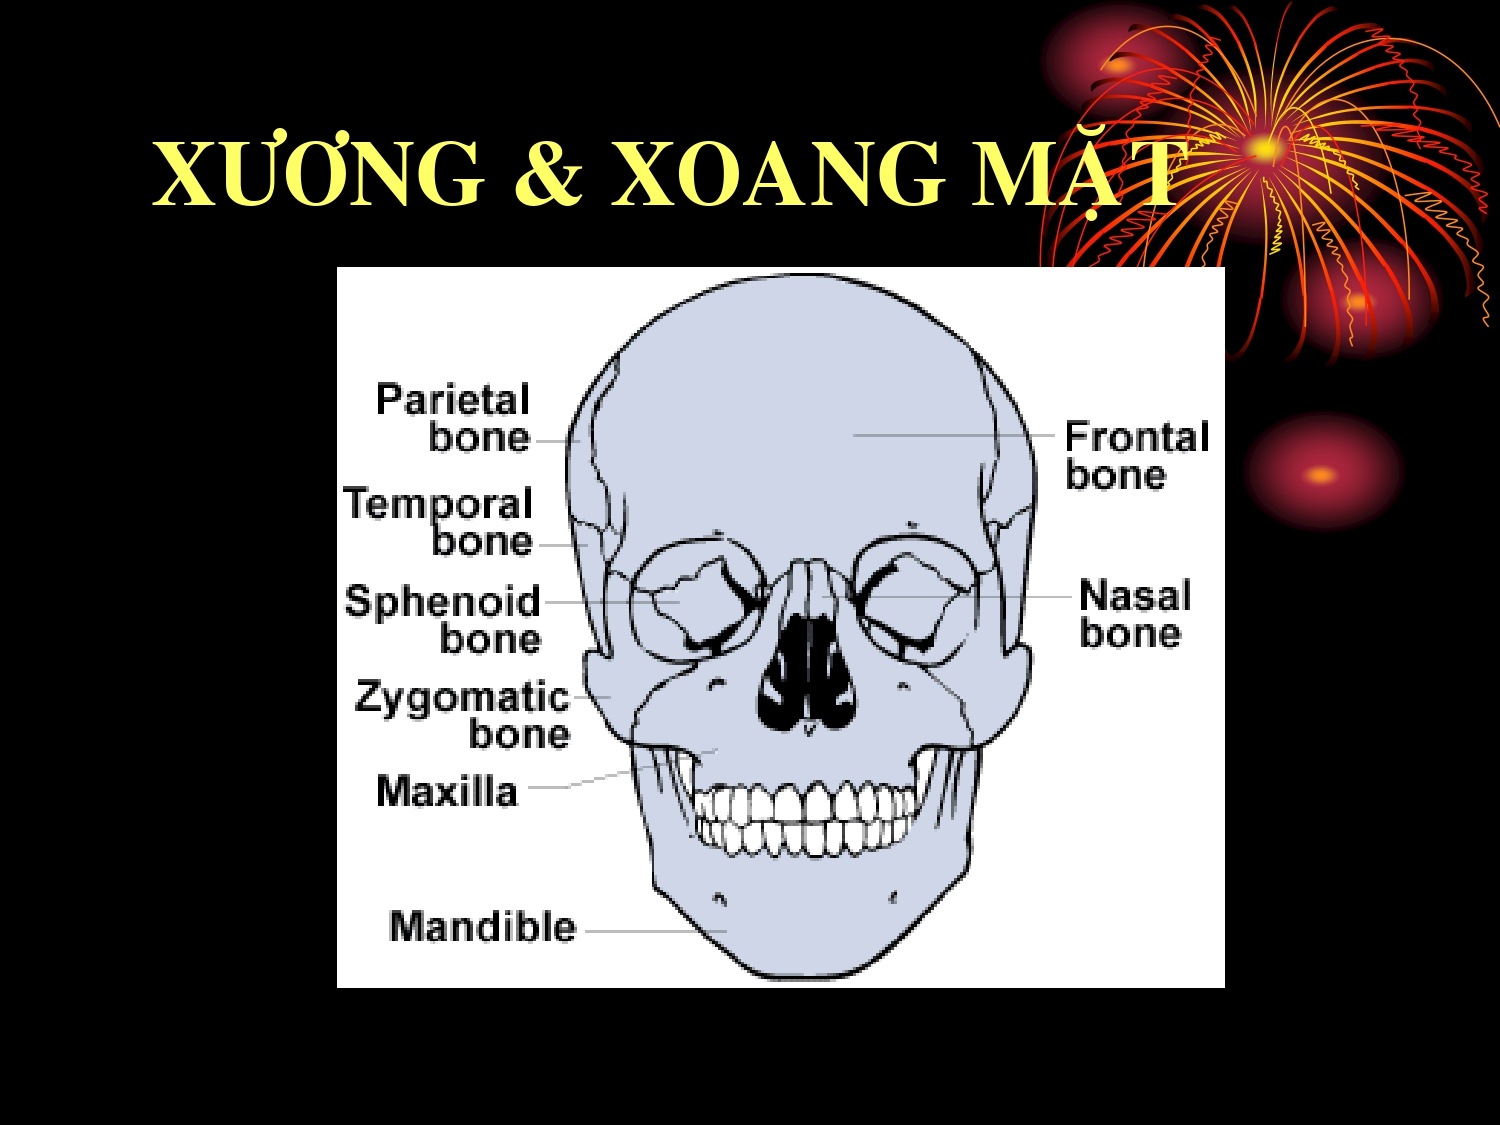 XƯƠNG & XOANG MẶT
Parietal
bone
Frontal
bone
Temporal
bone
Sphenoid
bone
Nasal
bone
Zygomatic
bone
Maxilla
Mandible